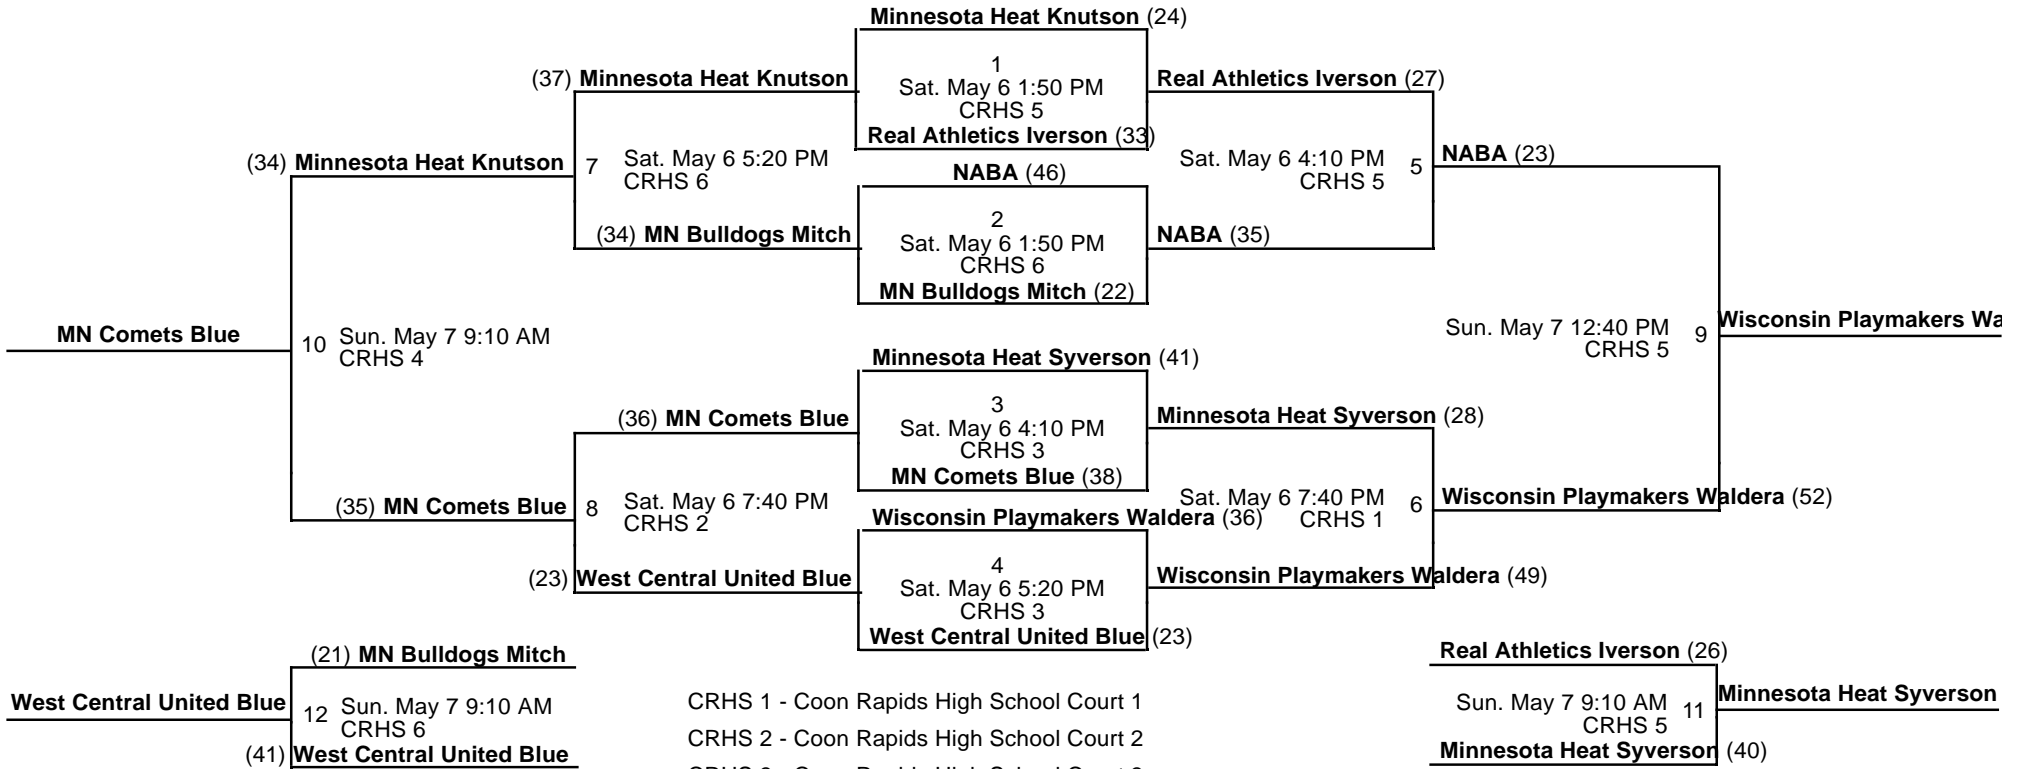 Minnesota Heat Knutson (24)
(37) Minnesota Heat Knutson
1
Sat. May 6 1:50 PM
CRHS 5
Real Athletics Iverson (27)
Real Athletics Iverson (33)
(34) Minnesota Heat Knutson
7 Sat. May 6 5:20 PM
CRHS 6
NABA (46)
Sat. May 6 4:10 PM 5
CRHS 5
NABA (23)
(34) MN Bulldogs Mitch
2
Sat. May 6 1:50 PM
CRHS 6
NABA (35)
MN Bulldogs Mitch (22)
MN Comets Blue
10 Sun. May 7 9:10 AM
CRHS 4
Sun. May 7 12:40 PM 9
CRHS 5
Wisconsin Playmakers Wa
Minnesota Heat Syverson (41)
(36) MN Comets Blue
3
Sat. May 6 4:10 PM
CRHS 3
Minnesota Heat Syverson (28)
MN Comets Blue (38)
(35) MN Comets Blue
8 Sat. May 6 7:40 PM
CRHS 2
Sat. May 6 7:40 PM 6
CRHS 1
Wisconsin Playmakers Waldera (52)
Wisconsin Playmakers Waldera (36)
(23) West Central United Blue
4
Sat. May 6 5:20 PM
CRHS 3
Wisconsin Playmakers Waldera (49)
West Central United Blue (23)
(21) MN Bulldogs Mitch
West Central United Blue
12 Sun. May 7 9:10 AM
CRHS 6
(41) West Central United Blue
CRHS 1 - Coon Rapids High School Court 1
CRHS 2 - Coon Rapids High School Court 2
Real Athletics Iverson (26)
Sun. May 7 9:10 AM 11
CRHS 5
Minnesota Heat Syverson
Minnesota Heat Syverson (40)